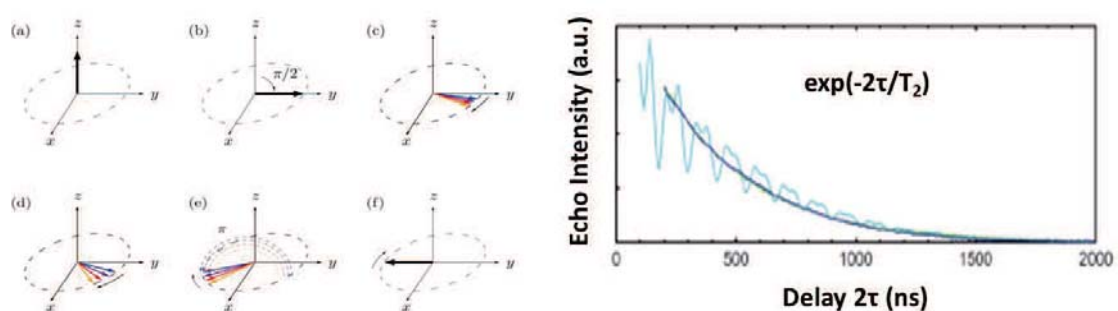 (a)
z
y
x
(b)
z
π/2
y
x
(c)
z
y
x
(d)
z
y
x
(e)
z
π
y
x
(f)
z
y
x
Echo Intensity (a.u.)
exp(-2τ/T₂)
0
500
1000
1500
2000
Delay 2τ (ns)